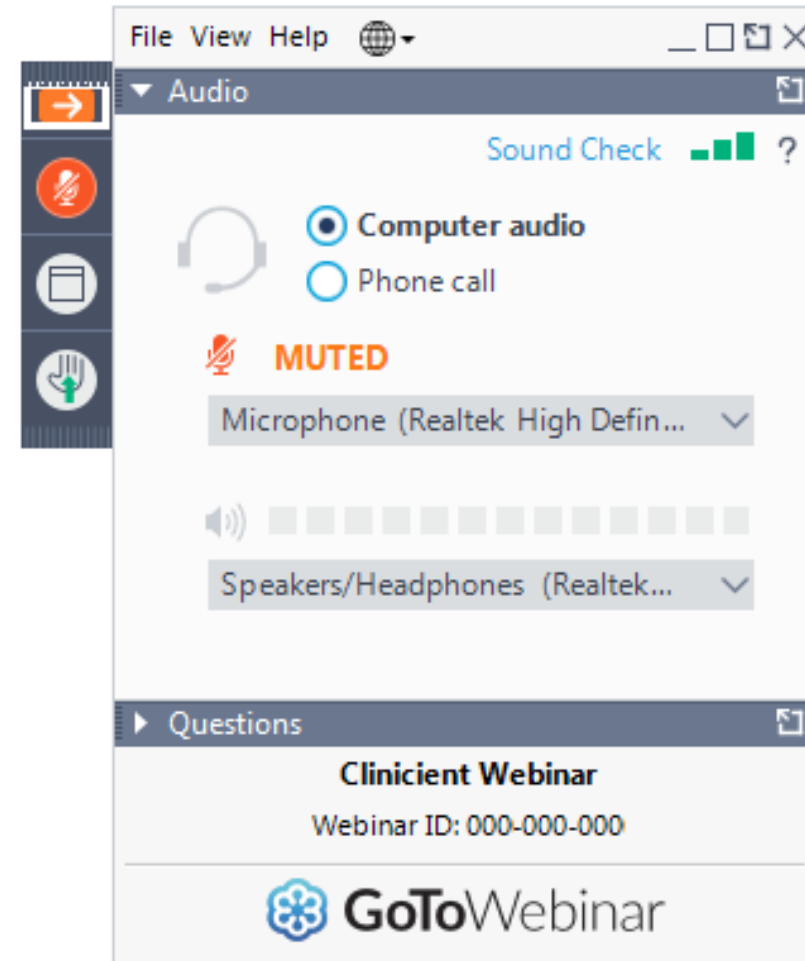 File View Help
Audio
Sound Check ?
Computer audio
Phone call
MUTED
Microphone (Realtek High Defin...
Speakers/Headphones (Realtek...
Questions
Clinicient Webinar
Webinar ID: 000-000-000
GoToWebinar